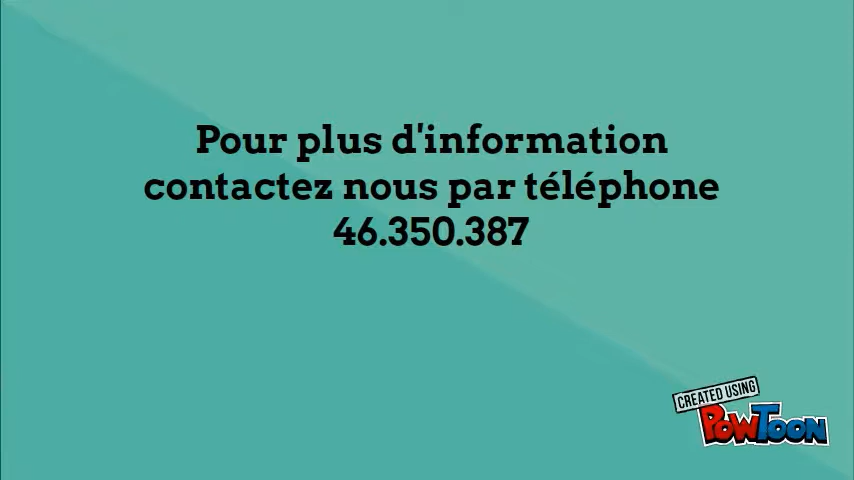 Pour plus d'information
contactez nous par téléphone
46.350.387
CREATED USING
POWTOON